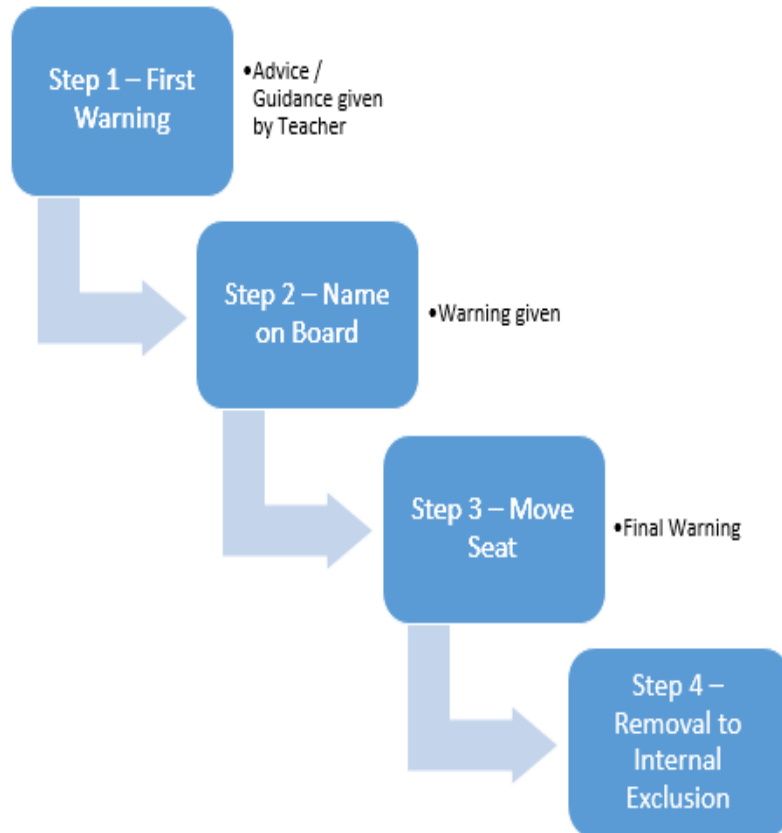 Step 1 – First
Warning
•Advice /
Guidance given
by Teacher
Step 2 – Name
on Board
•Warning given
Step 3 – Move
Seat
•Final Warning
Step 4 –
Removal to
Internal
Exclusion